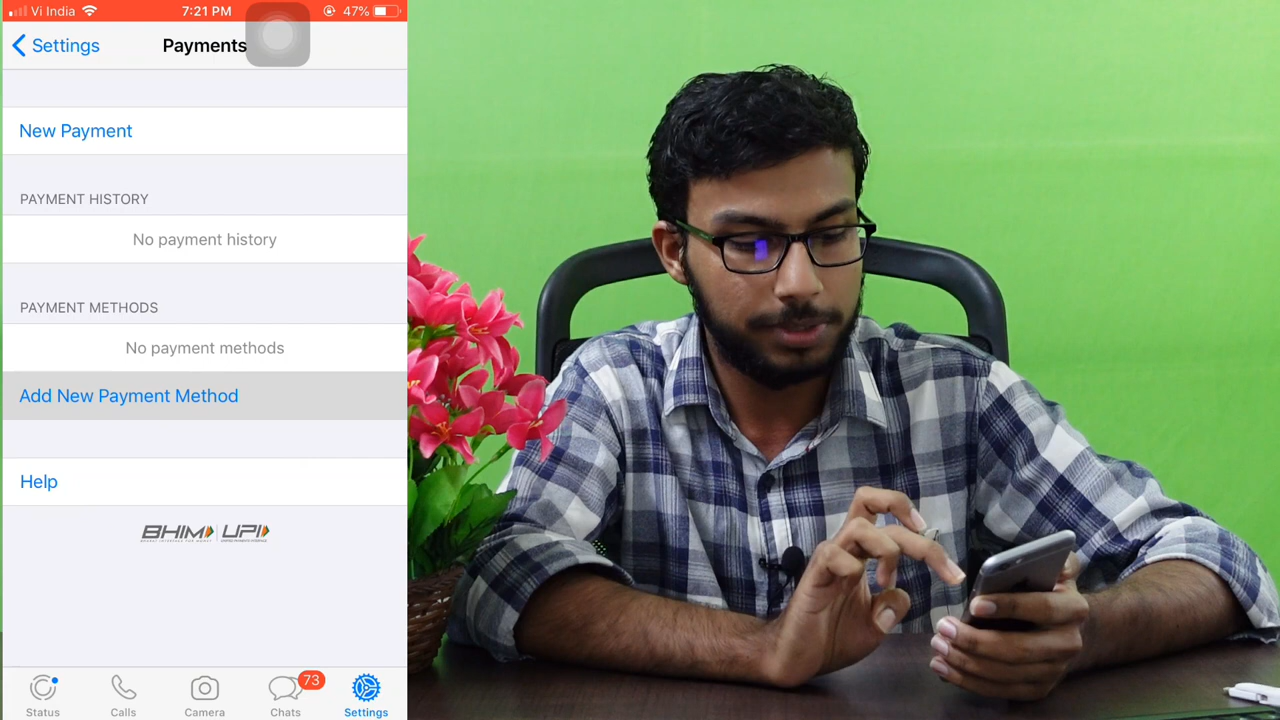 Vi India
7:21 PM
47%
Settings
Payments
New Payment
PAYMENT HISTORY
No payment history
PAYMENT METHODS
No payment methods
Add New Payment Method
Help
BHIM UPI
Status
Calls
Camera
73
Chats
Settings